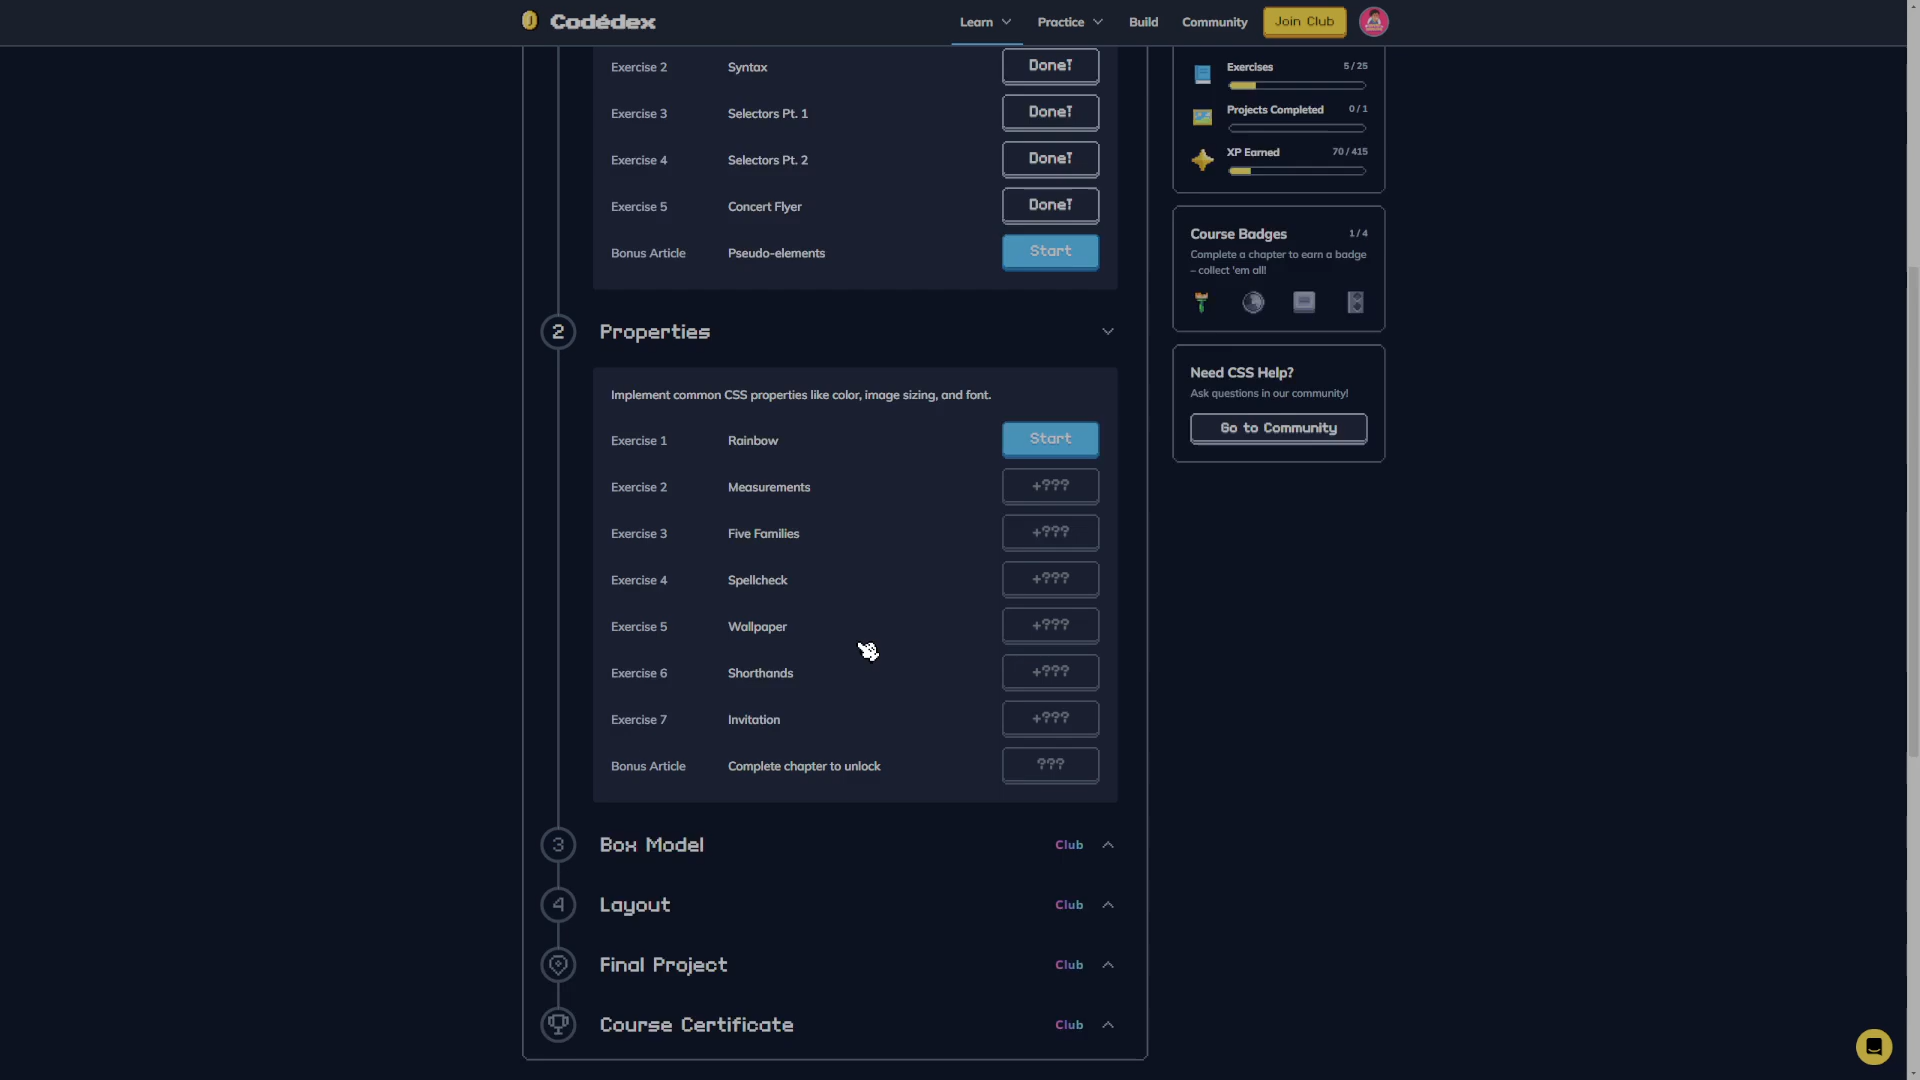 Codédex
Learn
Practice
Build
Community
Join Club
Exercise 2 Syntax Done!
Exercise 3 Selectors Pt. 1 Done!
Exercise 4 Selectors Pt. 2 Done!
Exercise 5 Concert Flyer Done!
Bonus Article Pseudo-elements Start
2 Properties
Implement common CSS properties like color, image sizing, and font.
Exercise 1 Rainbow Start
Exercise 2 Measurements +???
Exercise 3 Five Families +???
Exercise 4 Spellcheck +???
Exercise 5 Wallpaper +???
Exercise 6 Shorthands +???
Exercise 7 Invitation +???
Bonus Article Complete chapter to unlock ???
3 Box Model Club
4 Layout Club
Final Project Club
Course Certificate Club
Exercises 5 / 25
Projects Completed 0 / 1
XP Earned 70 / 415
Course Badges 1 / 4
Complete a chapter to earn a badge
– collect 'em all!
Need CSS Help?
Ask questions in our community!
Go to Community